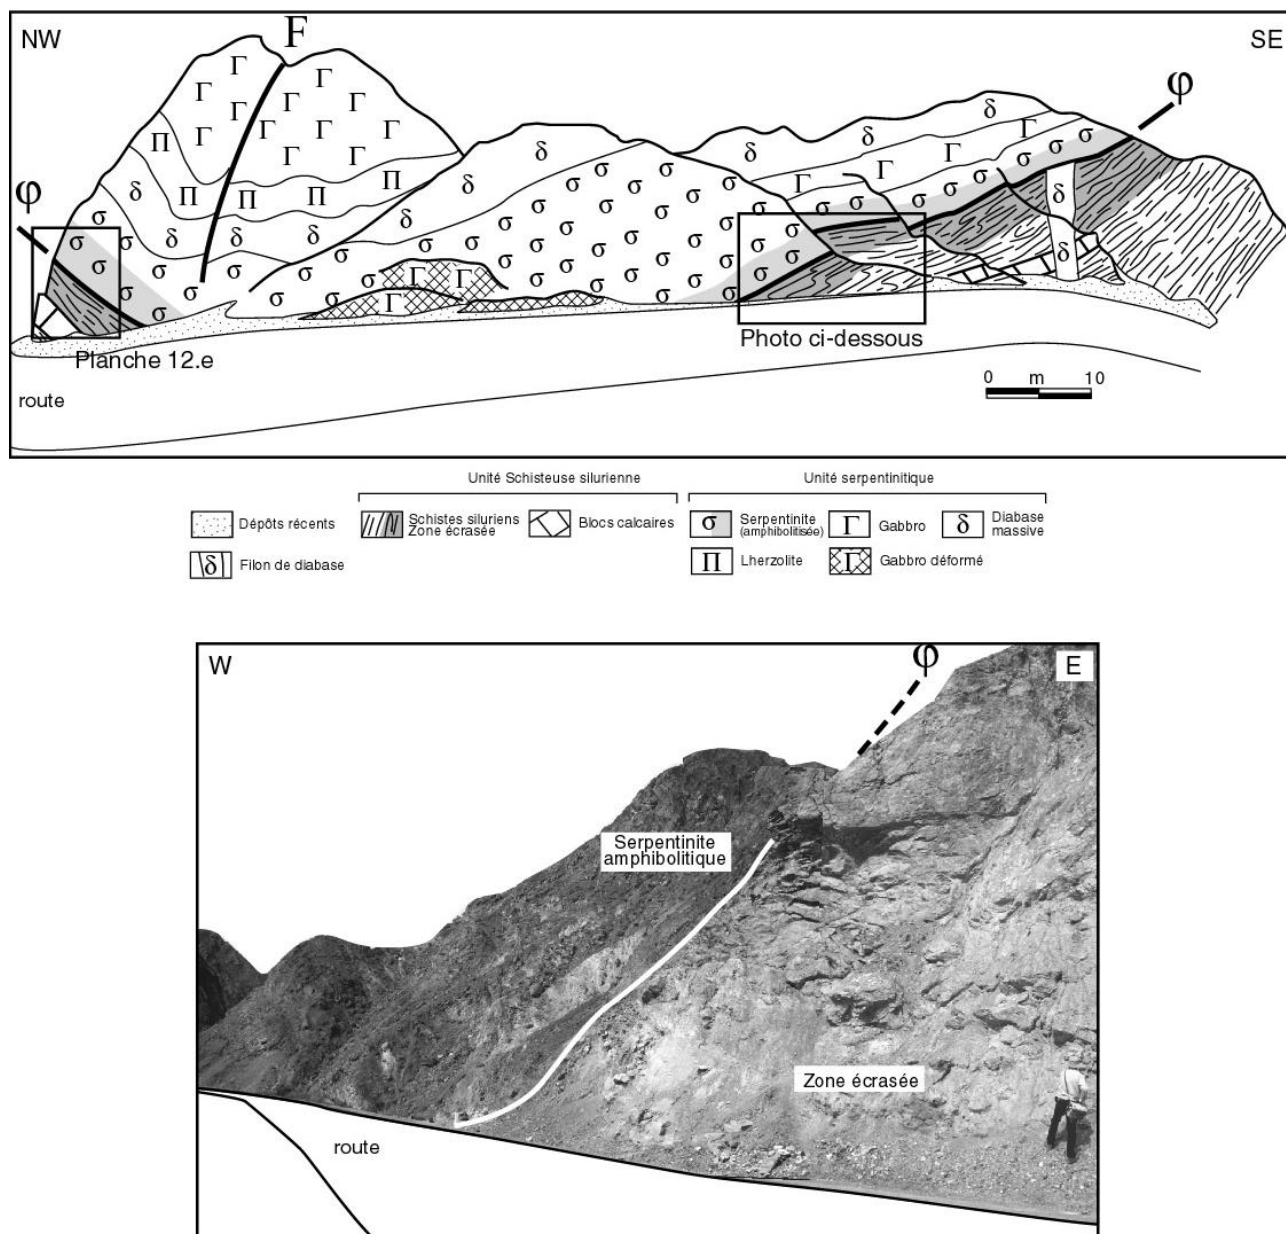 NW
F
SE
φ
φ
Γ Γ Γ Γ Γ Γ Γ Γ Γ Γ Γ Γ Γ Γ
Π Π Π Π Π Π
δ δ δ δ δ δ δ δ δ δ
Γ Γ Γ Γ
σ σ σ σ σ σ σ σ σ σ
Γ Γ Γ
δ
δ
Planche 12.e
Photo ci-dessous
route
0 m 10
Unité Schisteuse silurienne
Unité serpentinitique
Dépôts récents
Schistes siluriens
Zone écrasée
Blocs calcaires
σ Serpentinite
(amphibolitisée)
Γ Gabbro
δ Diabase
massive
δ Filon de diabase
Π Lherzolite
Γ Gabbro déformé
W
φ
E
Serpentinite
amphibolitique
Zone écrasée
route